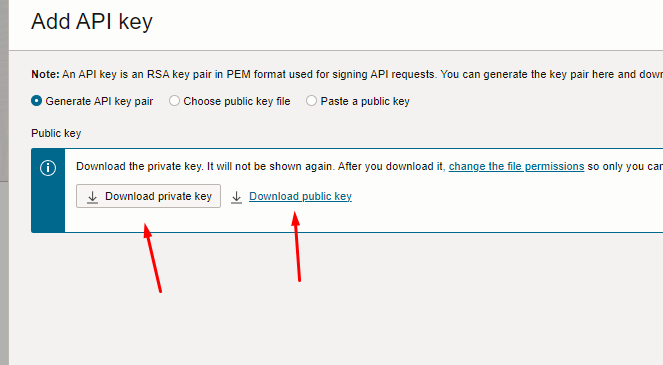 Add API key
Note: An API key is an RSA key pair in PEM format used for signing API requests. You can generate the key pair here and down
Generate API key pair Choose public key file Paste a public key
Public key
Download the private key. It will not be shown again. After you download it, change the file permissions so only you can
Download private key Download public key